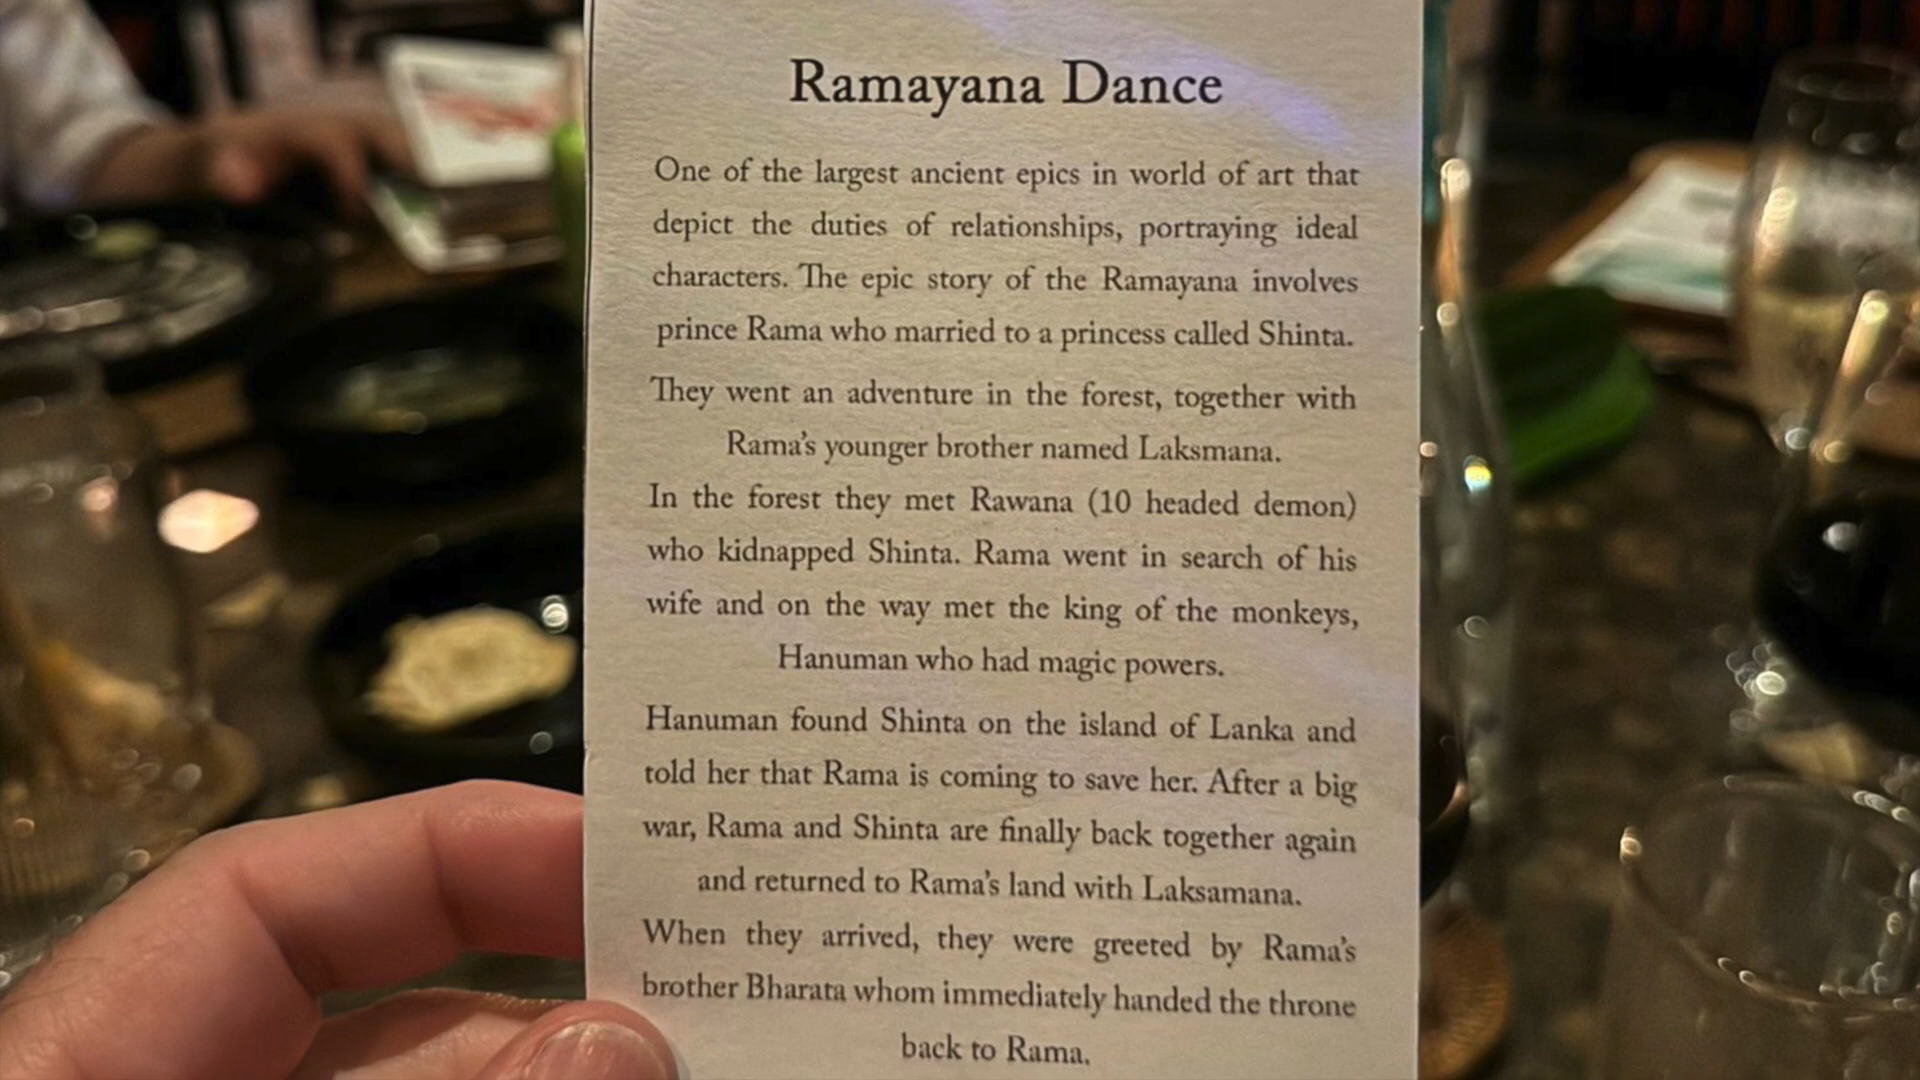 Ramayana Dance
One of the largest ancient epics in world of art that
depict the duties of relationships, portraying ideal
characters. The epic story of the Ramayana involves
prince Rama who married to a princess called Shinta.
They went an adventure in the forest, together with
Rama's younger brother named Laksmana.
In the forest they met Rawana (10 headed demon)
who kidnapped Shinta. Rama went in search of his
wife and on the way met the king of the monkeys,
Hanuman who had magic powers.
Hanuman found Shinta on the island of Lanka and
told her that Rama is coming to save her. After a big
war, Rama and Shinta are finally back together again
and returned to Rama's land with Laksamana.
When they arrived, they were greeted by Rama's
brother Bharata whom immediately handed the throne
back to Rama.